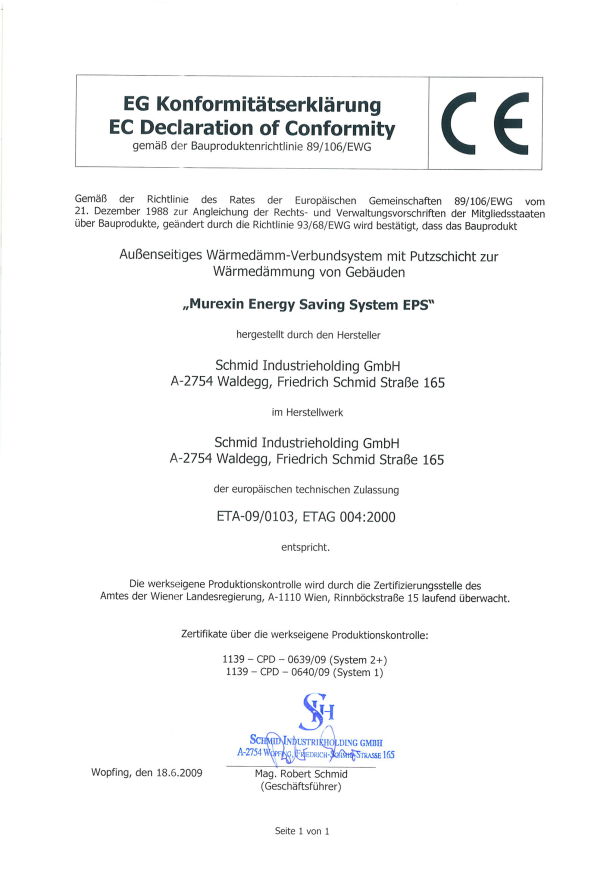 EG Konformitätserklärung
EC Declaration of Conformity
gemäß der Bauproduktenrichtlinie 89/106/EWG
CE
Gemäß der Richtlinie des Rates der Europäischen Gemeinschaften 89/106/EWG vom
21. Dezember 1988 zur Angleichung der Rechts- und Verwaltungsvorschriften der Mitgliedsstaaten
über Bauprodukte, geändert durch die Richtlinie 93/68/EWG wird bestätigt, dass das Bauprodukt
Außenseitiges Wärmedämm-Verbundsystem mit Putzschicht zur
Wärmedämmung von Gebäuden
„Murexin Energy Saving System EPS“
hergestellt durch den Hersteller
Schmid Industrieholding GmbH
A-2754 Waldegg, Friedrich Schmid Straße 165
im Herstellwerk
Schmid Industrieholding GmbH
A-2754 Waldegg, Friedrich Schmid Straße 165
der europäischen technischen Zulassung
ETA-09/0103, ETAG 004:2000
entspricht.
Die werkseigene Produktionskontrolle wird durch die Zertifizierungsstelle des
Amtes der Wiener Landesregierung, A-1110 Wien, Rinnböckstraße 15 laufend überwacht.
Zertifikate über die werkseigene Produktionskontrolle:
1139 – CPD – 0639/09 (System 2+)
1139 – CPD – 0640/09 (System 1)
SIH
SCHMID INDUSTRIEHOLDING GMBH
A-2754 WOPFING, FRIEDRICH-SCHMID-STRASSE 165
Wopfing, den 18.6.2009
Mag. Robert Schmid
(Geschäftsführer)
Seite 1 von 1